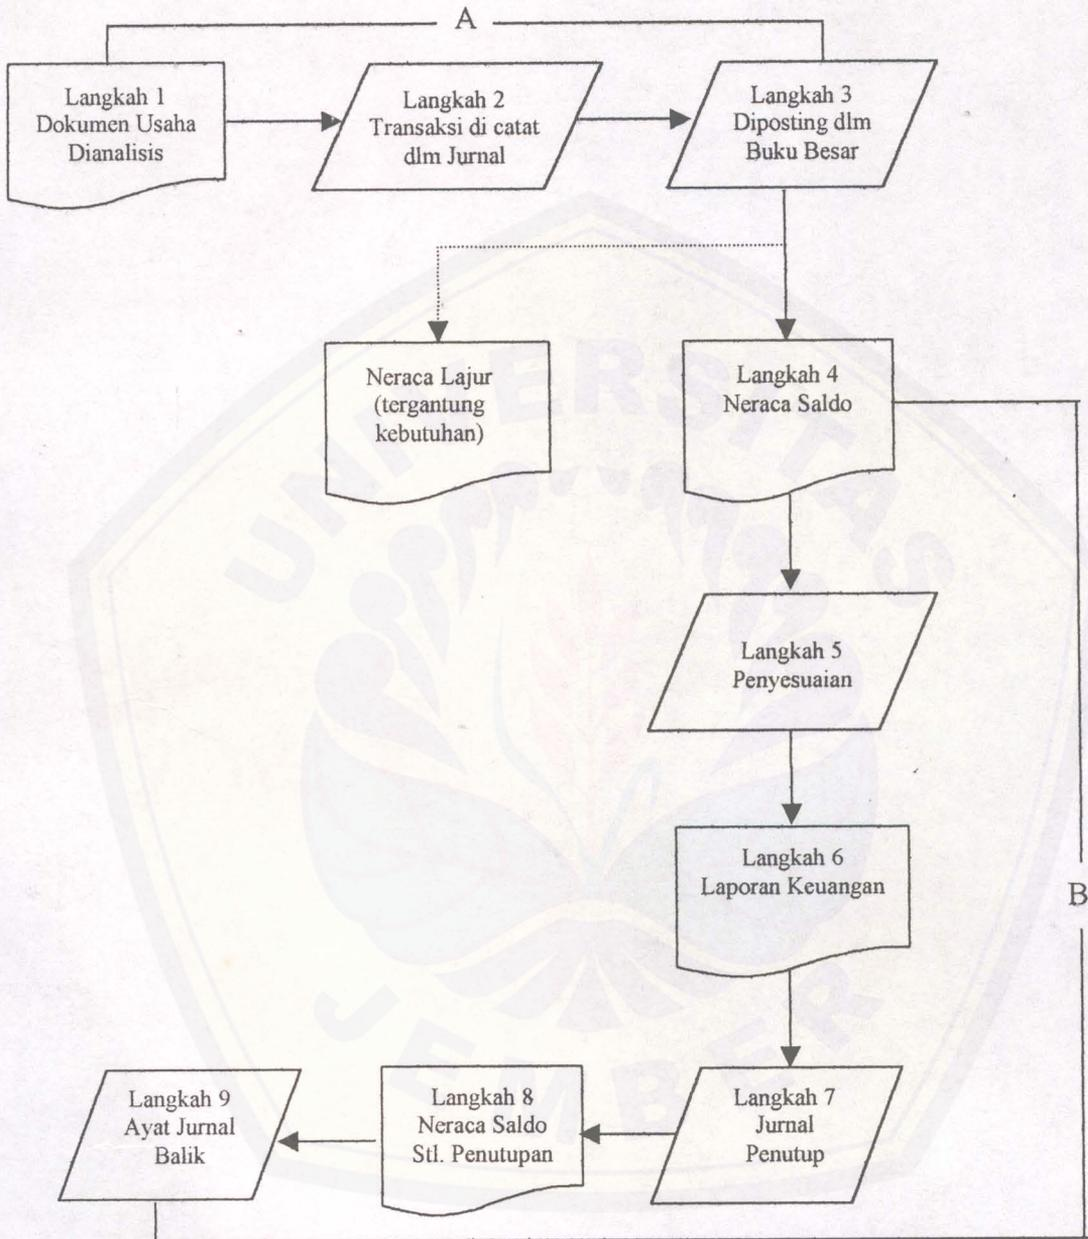 A
Langkah 1
Dokumen Usaha
Dianalisis
Langkah 2
Transaksi di catat
dlm Jurnal
Langkah 3
Diposting dlm
Buku Besar
Neraca Lajur
(tergantung
kebutuhan)
Langkah 4
Neraca Saldo
Langkah 5
Penyesuaian
Langkah 6
Laporan Keuangan
B
Langkah 9
Ayat Jurnal
Balik
Langkah 8
Neraca Saldo
Stl. Penutupan
Langkah 7
Jurnal
Penutup
UNIVERSITAS
JEMBER